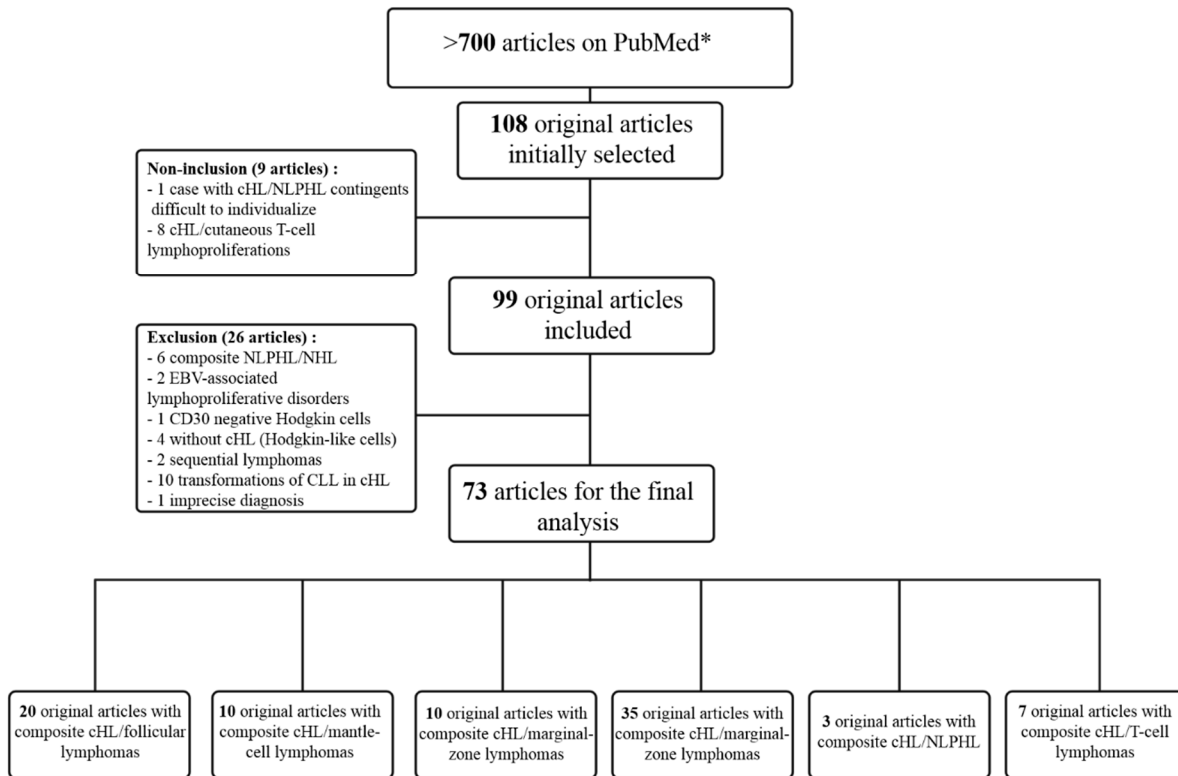 >700 articles on PubMed*
108 original articles
initially selected
Non-inclusion (9 articles) :
- 1 case with cHL/NLPHL contingents
difficult to individualize
- 8 cHL/cutaneous T-cell
lymphoproliferations
99 original articles
included
Exclusion (26 articles) :
- 6 composite NLPHL/NHL
- 2 EBV-associated
lymphoproliferative disorders
- 1 CD30 negative Hodgkin cells
- 4 without cHL (Hodgkin-like cells)
- 2 sequential lymphomas
- 10 transformations of CLL in cHL
- 1 imprecise diagnosis
73 articles for the final
analysis
20 original articles with
composite cHL/follicular
lymphomas
10 original articles with
composite cHL/mantle-
cell lymphomas
10 original articles with
composite cHL/marginal-
zone lymphomas
35 original articles with
composite cHL/marginal-
zone lymphomas
3 original articles with
composite cHL/NLPHL
7 original articles with
composite cHL/T-cell
lymphomas